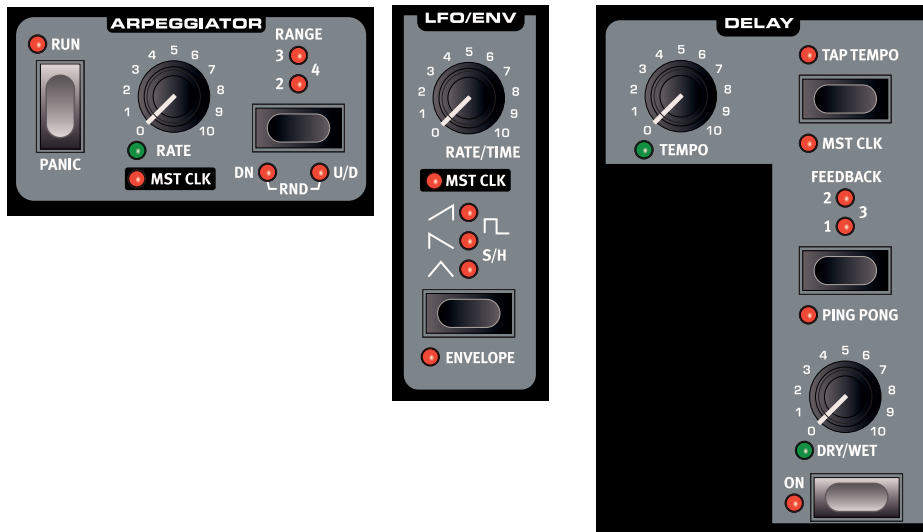 ARPEGGIATOR
RUN
PANIC
0 1 2 3 4 5 6 7 8 9 10
RATE
MST CLK
RANGE
3
4
2
DN
RND
U/D
LFO/ENV
0 1 2 3 4 5 6 7 8 9 10
RATE/TIME
MST CLK
S/H
ENVELOPE
DELAY
0 1 2 3 4 5 6 7 8 9 10
TEMPO
TAP TEMPO
MST CLK
FEEDBACK
2
3
1
PING PONG
0 1 2 3 4 5 6 7 8 9 10
DRY/WET
ON